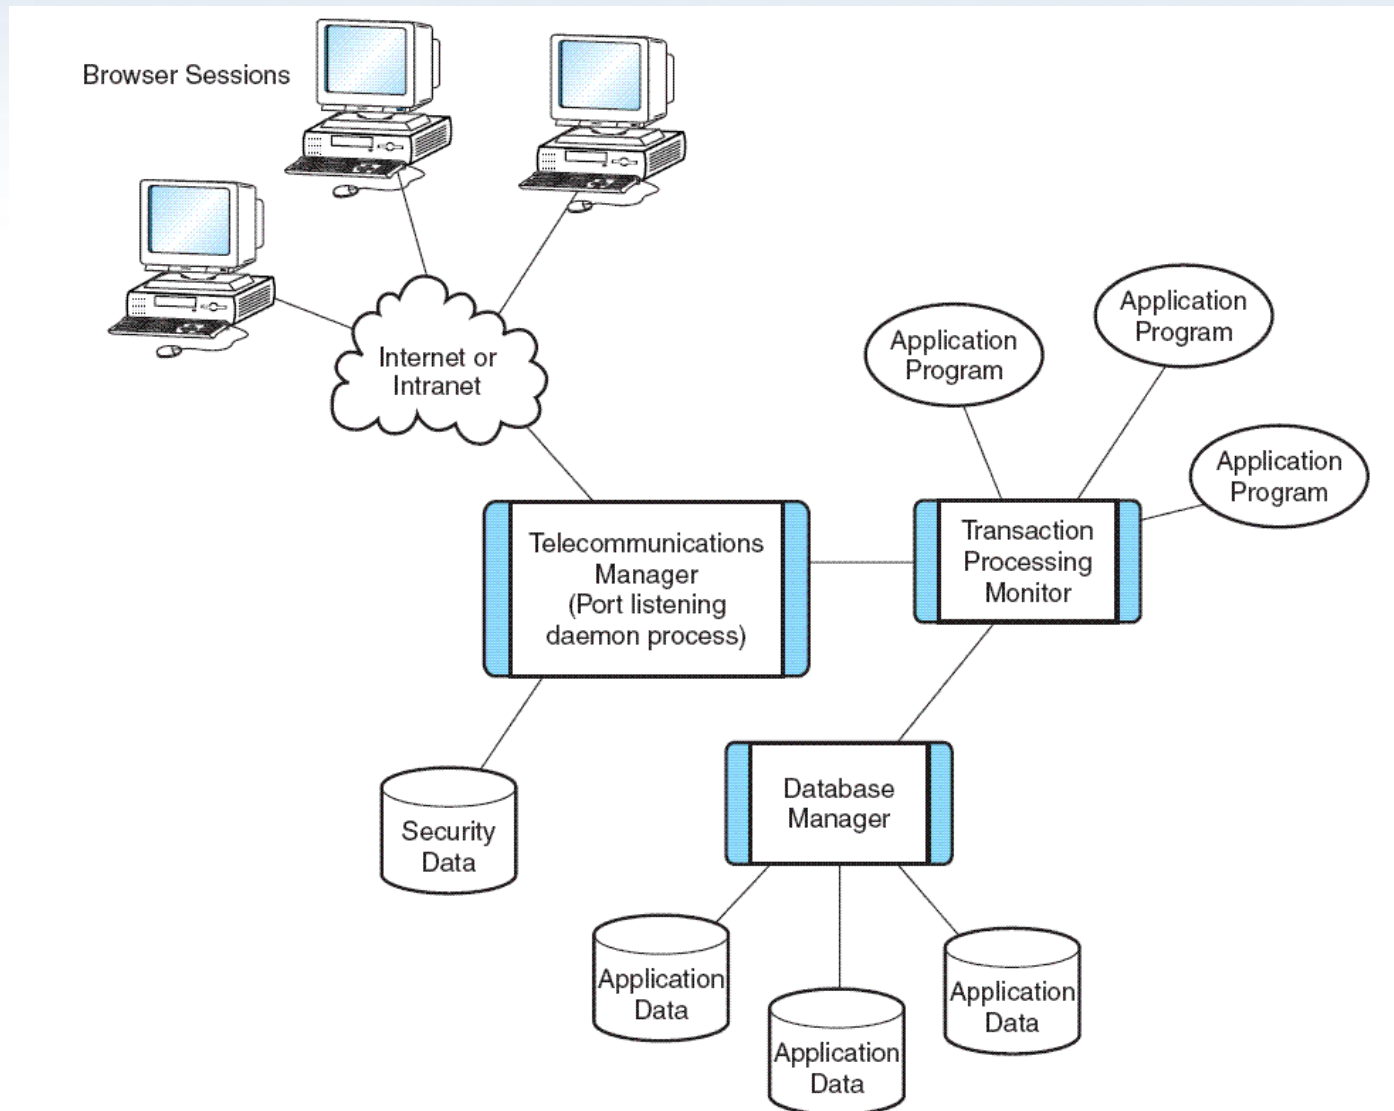 Browser Sessions
Internet or
Intranet
Application
Program
Application
Program
Application
Program
Telecommunications
Manager
(Port listening
daemon process)
Transaction
Processing
Monitor
Security
Data
Database
Manager
Application
Data
Application
Data
Application
Data